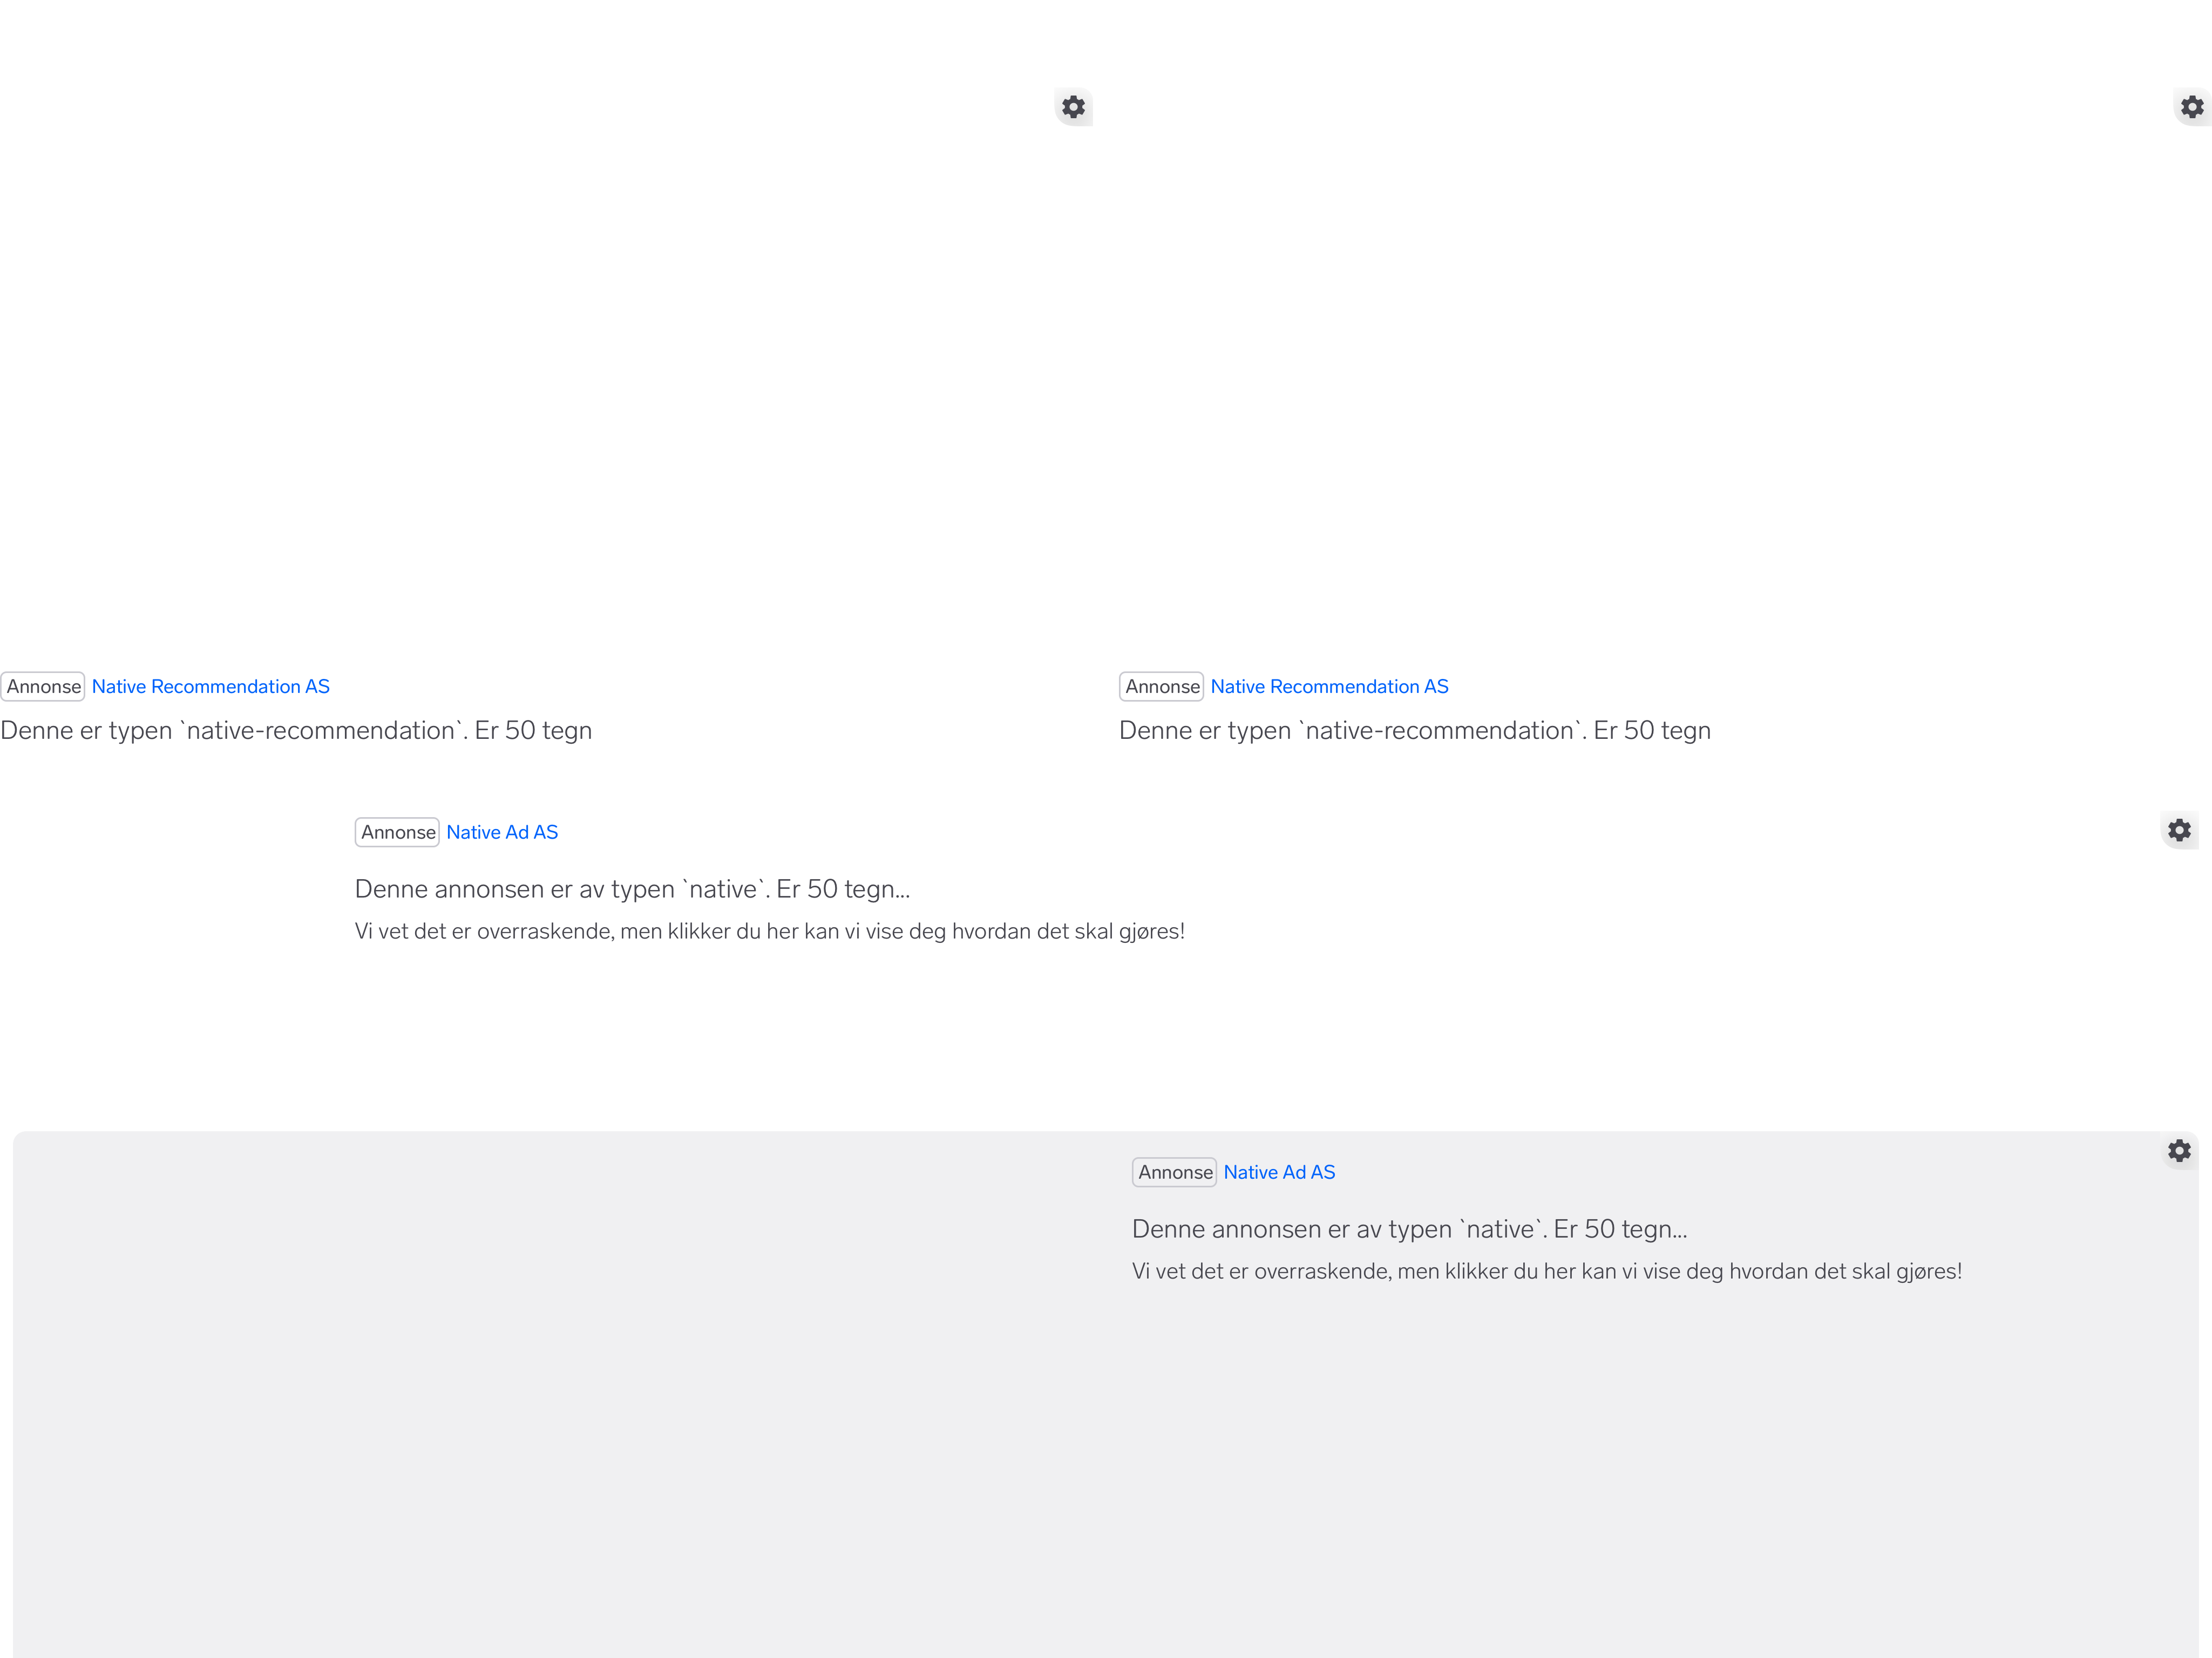 Annonse Native Recommendation AS
Denne er typen `native-recommendation`. Er 50 tegn
Annonse Native Recommendation AS
Denne er typen `native-recommendation`. Er 50 tegn
Annonse Native Ad AS
Denne annonsen er av typen `native`. Er 50 tegn...
Vi vet det er overraskende, men klikker du her kan vi vise deg hvordan det skal gjøres!
Annonse Native Ad AS
Denne annonsen er av typen `native`. Er 50 tegn...
Vi vet det er overraskende, men klikker du her kan vi vise deg hvordan det skal gjøres!